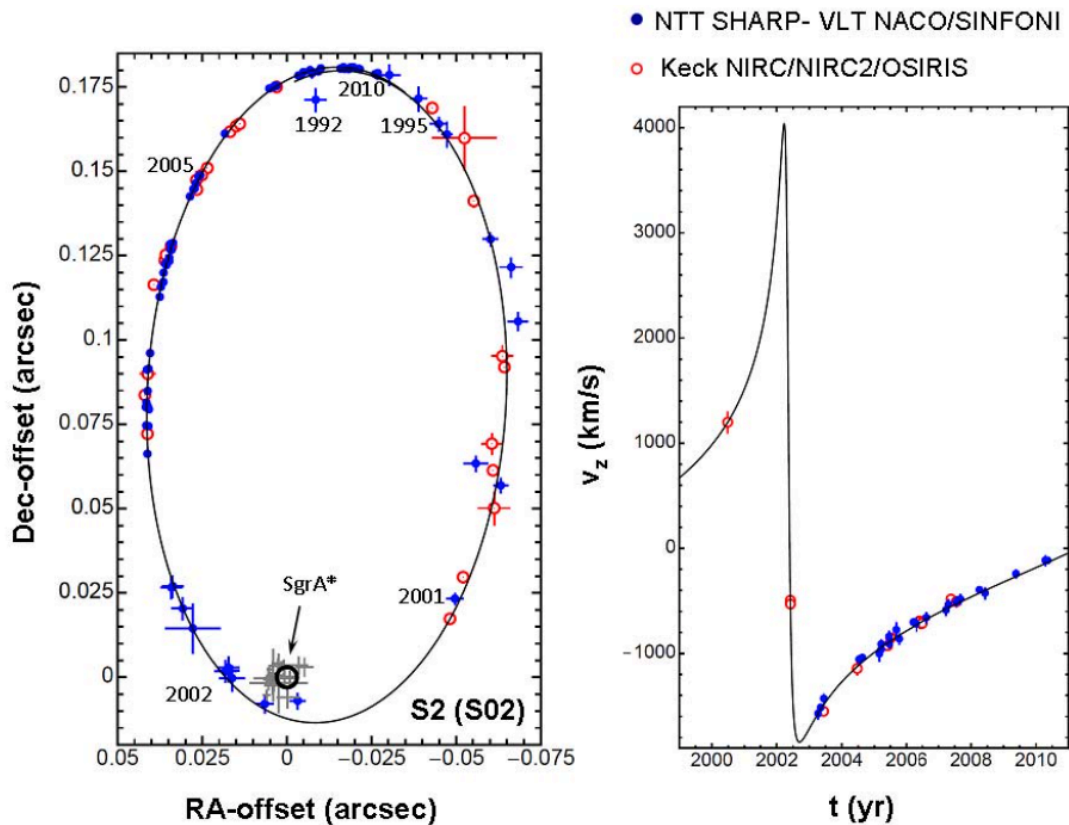 NTT SHARP- VLT NACO/SINFONI
Keck NIRC/NIRC2/OSIRIS
0.175
0.15
0.125
0.1
0.075
0.05
0.025
0
Dec-offset (arcsec)
2010
1992
1995
2005
SgrA*
2001
2002
S2 (S02)
0.05 0.025 0 −0.025 −0.05 −0.075
RA-offset (arcsec)
4000
3000
2000
1000
0
−1000
v_z (km/s)
2000 2002 2004 2006 2008 2010
t (yr)